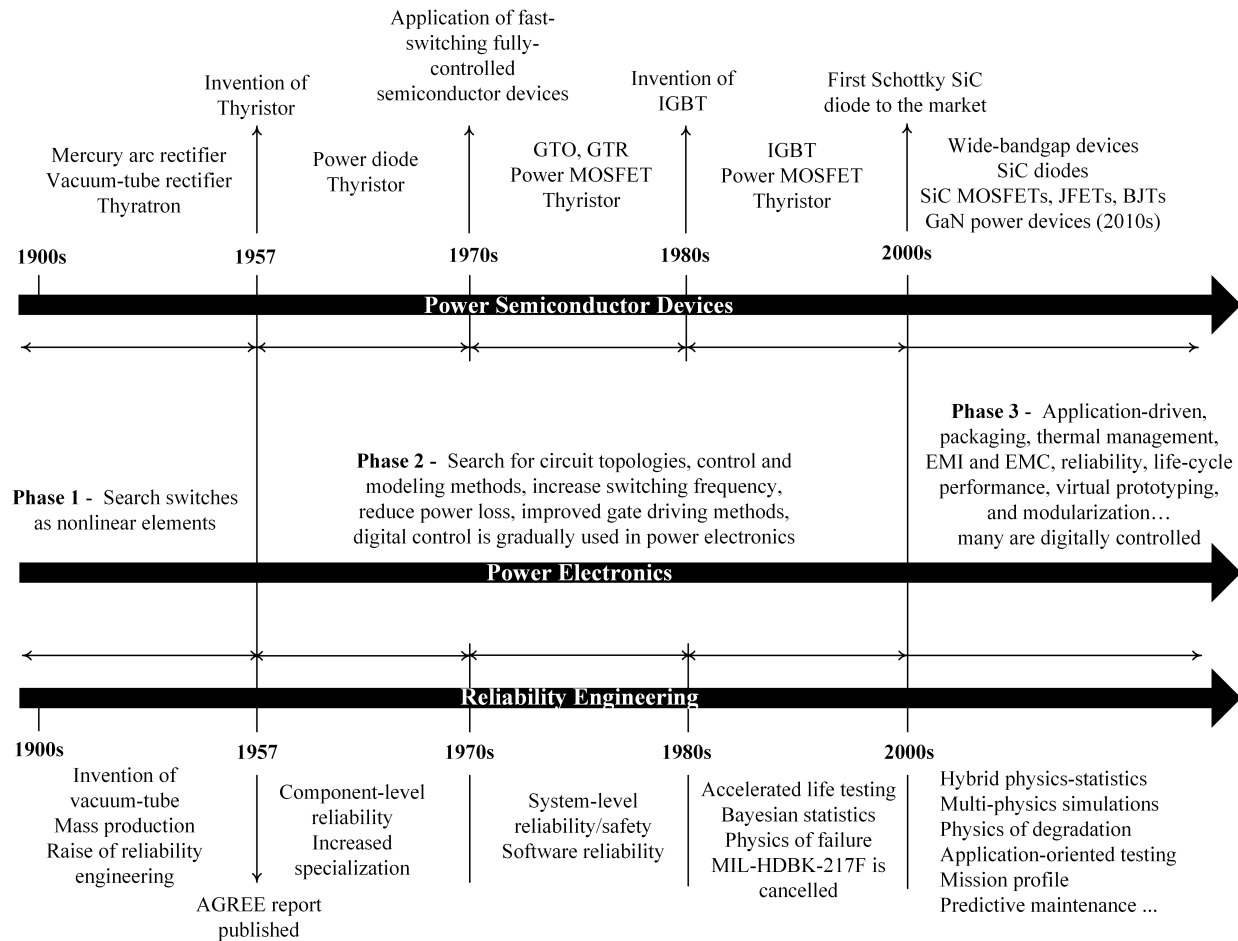 Application of fast-
switching fully-
controlled
semiconductor devices
Invention of
Thyristor
Invention of
IGBT
First Schottky SiC
diode to the market
Mercury arc rectifier
Vacuum-tube rectifier
Thyratron
Power diode
Thyristor
GTO, GTR
Power MOSFET
Thyristor
IGBT
Power MOSFET
Thyristor
Wide-bandgap devices
SiC diodes
SiC MOSFETs, JFETs, BJTs
GaN power devices (2010s)
1900s
1957
1970s
1980s
2000s
Power Semiconductor Devices
Phase 1 - Search switches
as nonlinear elements
Phase 2 - Search for circuit topologies, control and
modeling methods, increase switching frequency,
reduce power loss, improved gate driving methods,
digital control is gradually used in power electronics
Phase 3 - Application-driven,
packaging, thermal management,
EMI and EMC, reliability, life-cycle
performance, virtual prototyping,
and modularization…
many are digitally controlled
Power Electronics
Reliability Engineering
1900s
1957
1970s
1980s
2000s
Invention of
vacuum-tube
Mass production
Raise of reliability
engineering
AGREE report
published
Component-level
reliability
Increased
specialization
System-level
reliability/safety
Software reliability
Accelerated life testing
Bayesian statistics
Physics of failure
MIL-HDBK-217F is
cancelled
Hybrid physics-statistics
Multi-physics simulations
Physics of degradation
Application-oriented testing
Mission profile
Predictive maintenance ...